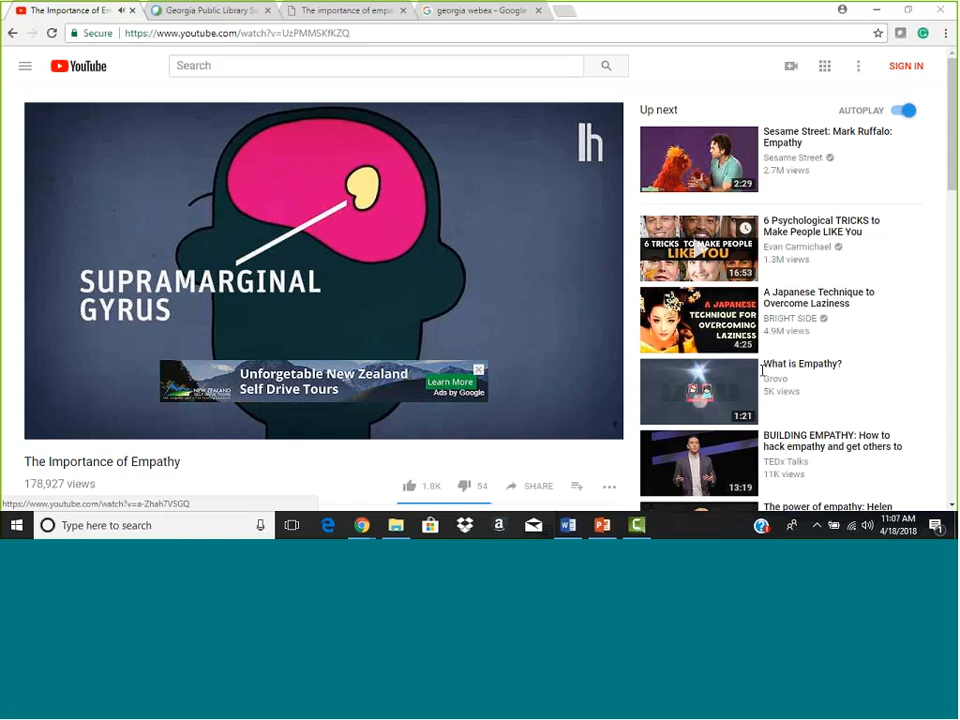 The Importance of Em
Georgia Public Library S
The importance of empa
georgia webex - Google
Secure
https://www.youtube.com/watch?v=UzPMMSKfKZQ
YouTube
Search
SIGN IN
lh
SUPRAMARGINAL
GYRUS
Unforgetable New Zealand
Self Drive Tours
Learn More
Ads by Google
The Importance of Empathy
178,927 views
1.8K
54
SHARE
https://www.youtube.com/watch?v=a-Zhah7VSGQ
Up next
AUTOPLAY
2:29
Sesame Street: Mark Ruffalo:
Empathy
Sesame Street
2.7M views
6 TRICKS TO MAKE PEOPLE
LIKE YOU
16:53
6 Psychological TRICKS to
Make People LIKE You
Evan Carmichael
1.3M views
A JAPANESE
TECHNIQUE FOR
OVERCOMING
LAZINESS
4:25
A Japanese Technique to
Overcome Laziness
BRIGHT SIDE
4.9M views
1:21
What is Empathy?
Grovo
5K views
13:19
BUILDING EMPATHY: How to
hack empathy and get others to
TEDx Talks
11K views
The power of empathy: Helen
Type here to search
11:07 AM
4/18/2018